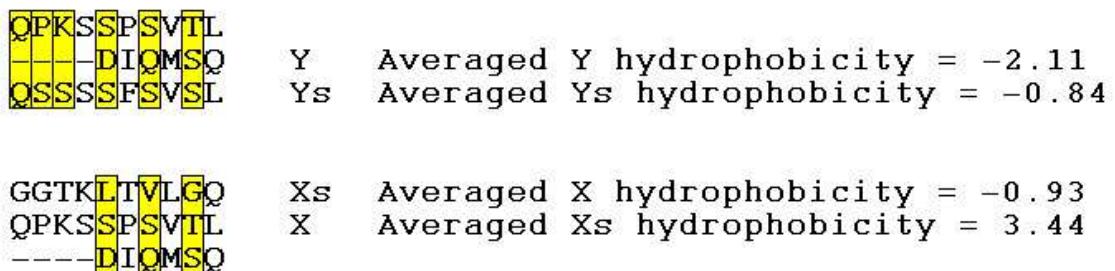 QPKSSPSVTL
----DIQMSQ Y Averaged Y hydrophobicity = -2.11
QSSSSFSVSL Ys Averaged Ys hydrophobicity = -0.84
GGTKLTVLGQ Xs Averaged X hydrophobicity = -0.93
QPKSSPSVTL X Averaged Xs hydrophobicity = 3.44
----DIQMSQ